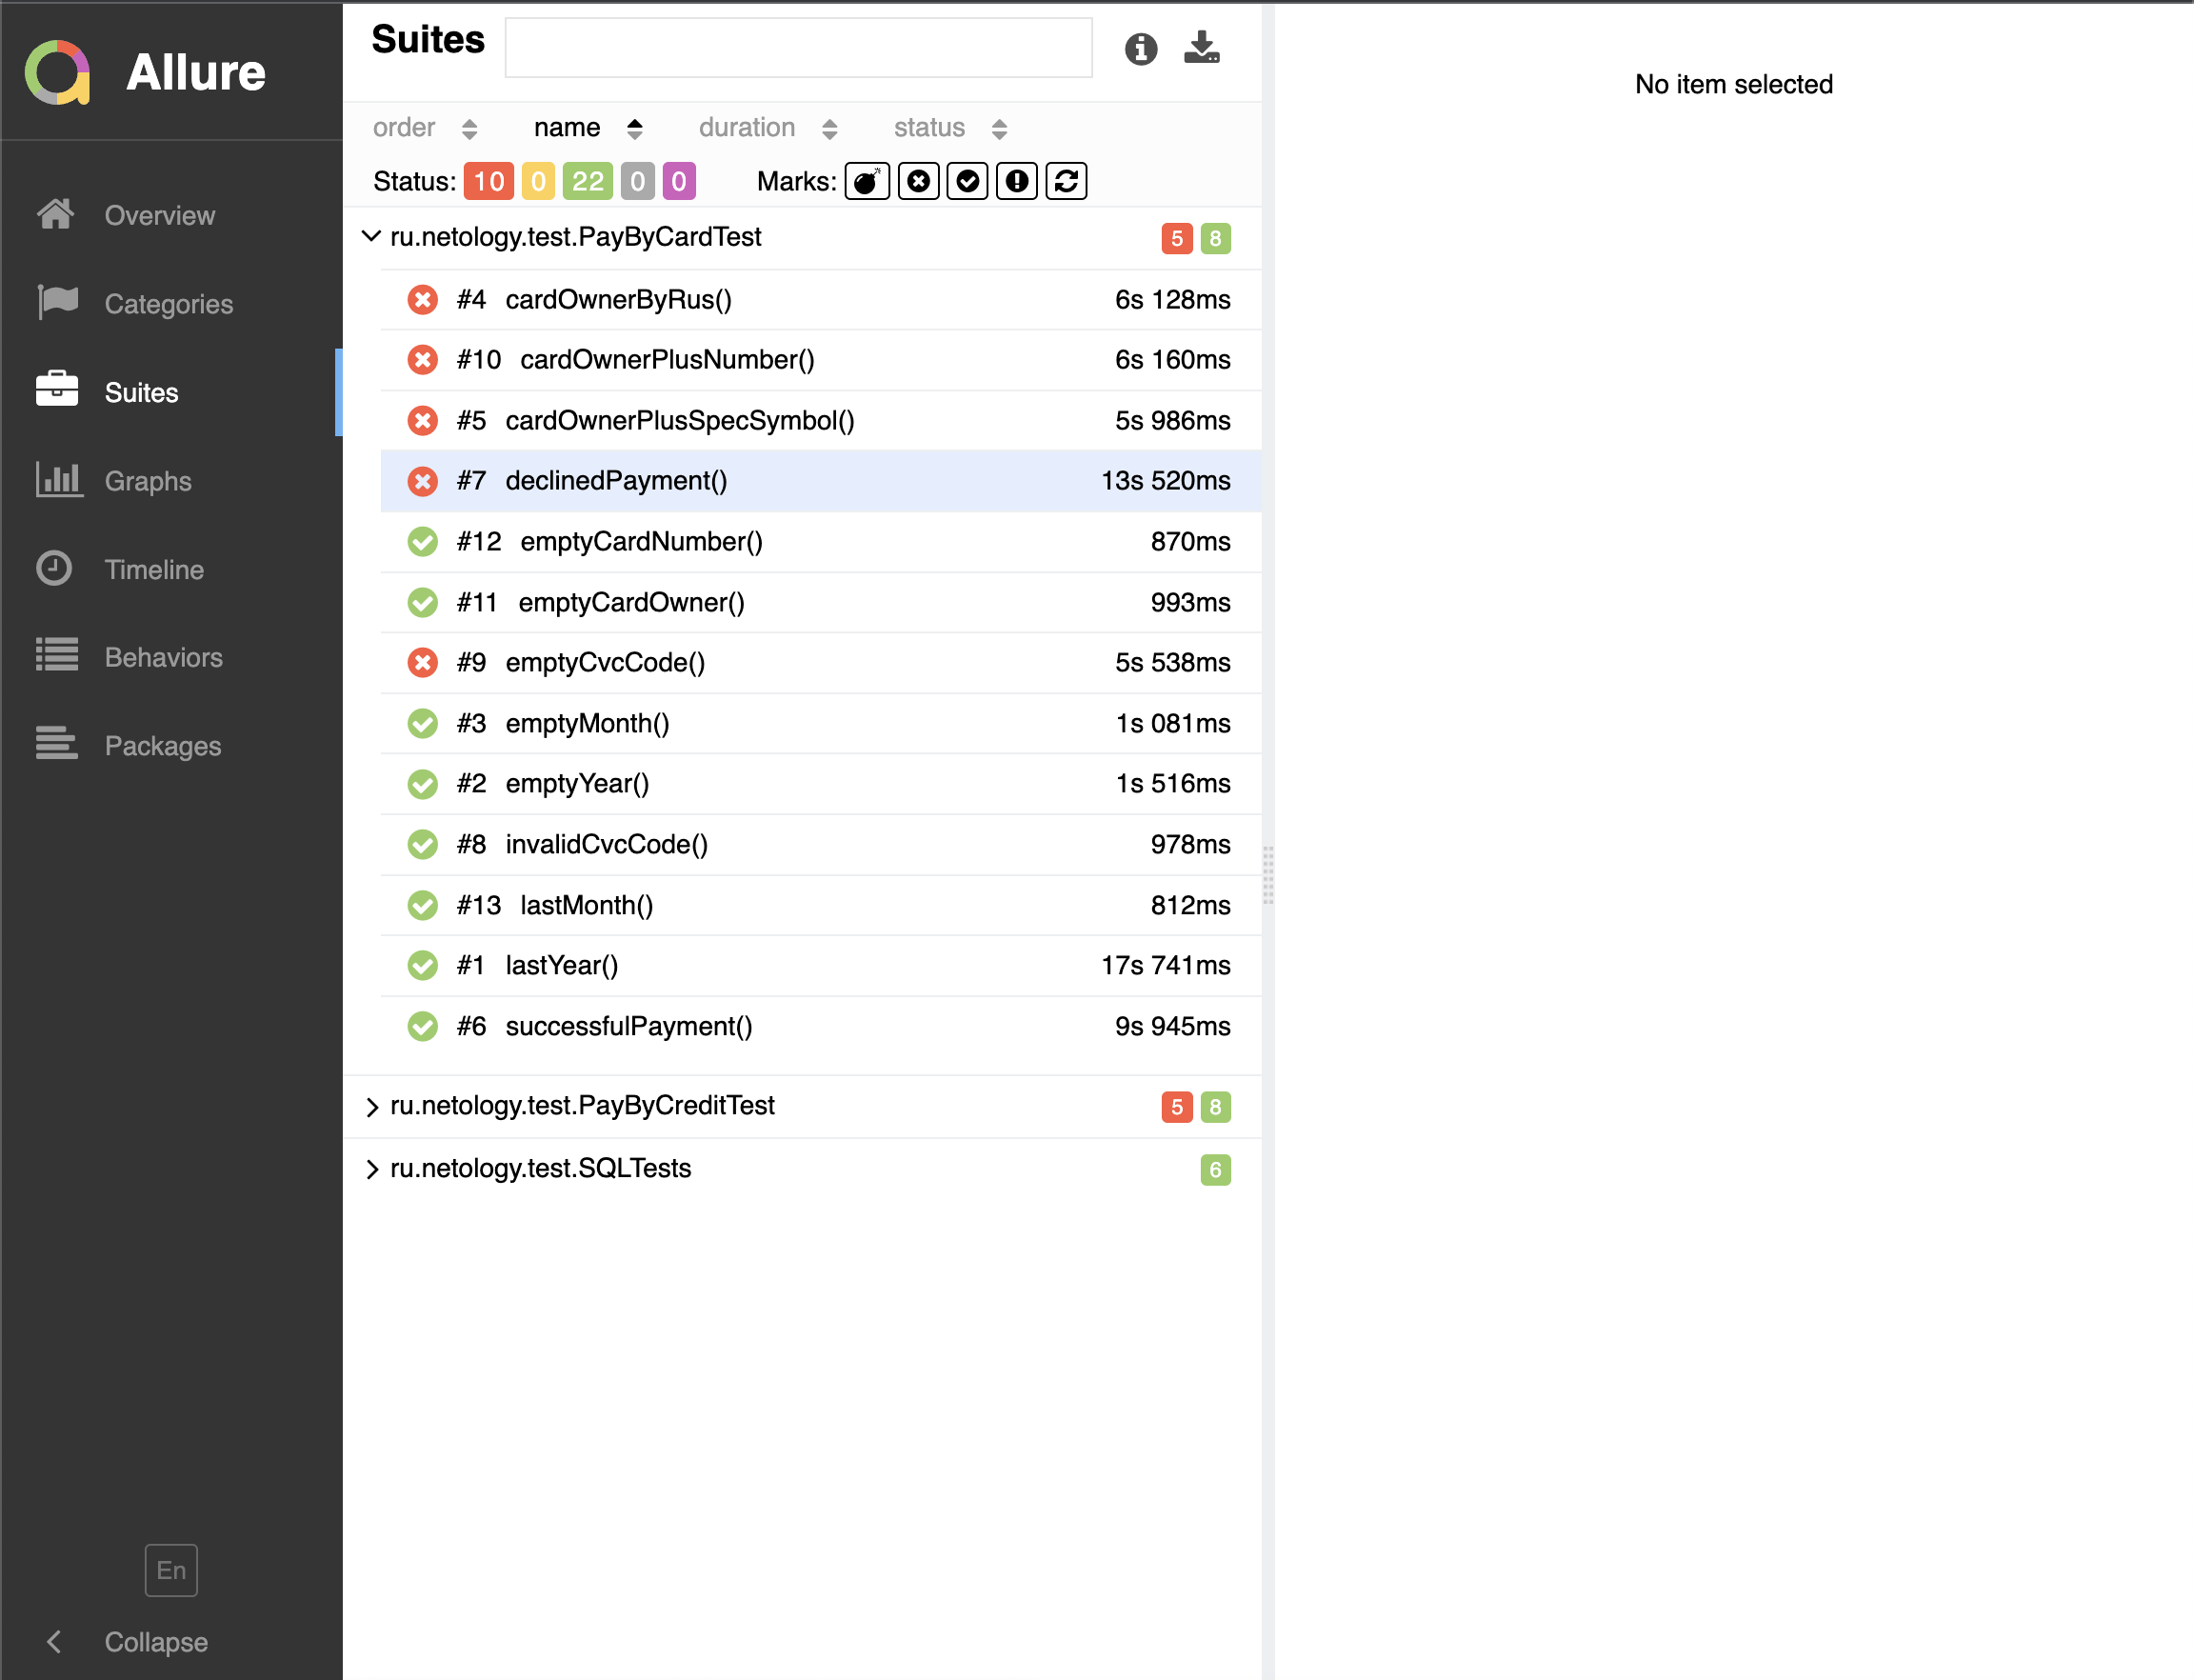 Allure
Overview
Categories
Suites
Graphs
Timeline
Behaviors
Packages
En
Collapse
Suites
order name duration status
Status: 10 0 22 0 0 Marks:
ru.netology.test.PayByCardTest 5 8
#4 cardOwnerByRus() 6s 128ms
#10 cardOwnerPlusNumber() 6s 160ms
#5 cardOwnerPlusSpecSymbol() 5s 986ms
#7 declinedPayment() 13s 520ms
#12 emptyCardNumber() 870ms
#11 emptyCardOwner() 993ms
#9 emptyCvcCode() 5s 538ms
#3 emptyMonth() 1s 081ms
#2 emptyYear() 1s 516ms
#8 invalidCvcCode() 978ms
#13 lastMonth() 812ms
#1 lastYear() 17s 741ms
#6 successfulPayment() 9s 945ms
ru.netology.test.PayByCreditTest 5 8
ru.netology.test.SQLTests 6
No item selected